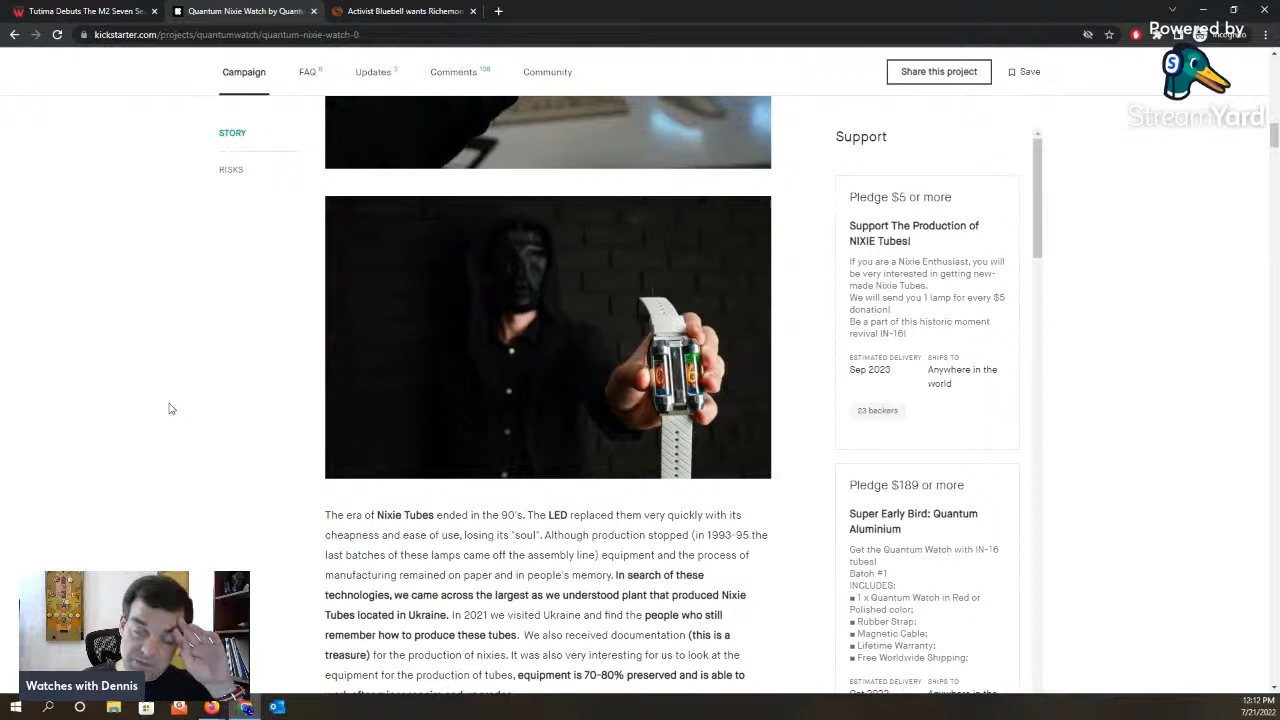 Tutima Debuts The M2 Seven Se
Quantum Nixie Watch by Quantu
Activist Bluebell wants Richemon
kickstarter.com/projects/quantumwatch/quantum-nixie-watch-0
Powered by
S
StreamYard
Campaign
FAQ 6
Updates 3
Comments 108
Community
Share this project
Save
STORY
RISKS
Support
Pledge $5 or more
Support The Production of
NIXIE Tubes!
If you are a Nixie Enthusiast, you will
be very interested in getting new-
made Nixie Tubes.
We will send you 1 lamp for every $5
donation!
Be a part of this historic moment
revival IN-16!
ESTIMATED DELIVERY
Sep 2023
SHIPS TO
Anywhere in the
world
23 backers
Pledge $189 or more
Super Early Bird: Quantum
Aluminium
Get the Quantum Watch with IN-16
tubes!
Batch #1
INCLUDES:
■ 1 x Quantum Watch in Red or
Polished color;
■ Rubber Strap;
■ Magnetic Cable;
■ Lifetime Warranty;
■ Free Worldwide Shipping;
ESTIMATED DELIVERY
SHIPS TO
Oct 2022
Anywhere in the
The era of Nixie Tubes ended in the 90's. The LED replaced them very quickly with its
cheapness and ease of use, losing its "soul". Although production stopped (in 1993-95 the
last batches of these lamps came off the assembly line) equipment and the process of
manufacturing remained on paper and in people's memory. In search of these
technologies, we came across the largest as we understood plant that produced Nixie
Tubes located in Ukraine. In 2021 we visited Ukraine and find the people who still
remember how to produce these tubes. We also received documentation (this is a
treasure) for the production of nixies. It was also very interesting for us to look at the
equipment for the production of tubes, equipment is 70-80% preserved and is able to
Watches with Dennis
12:12 PM
7/21/2022